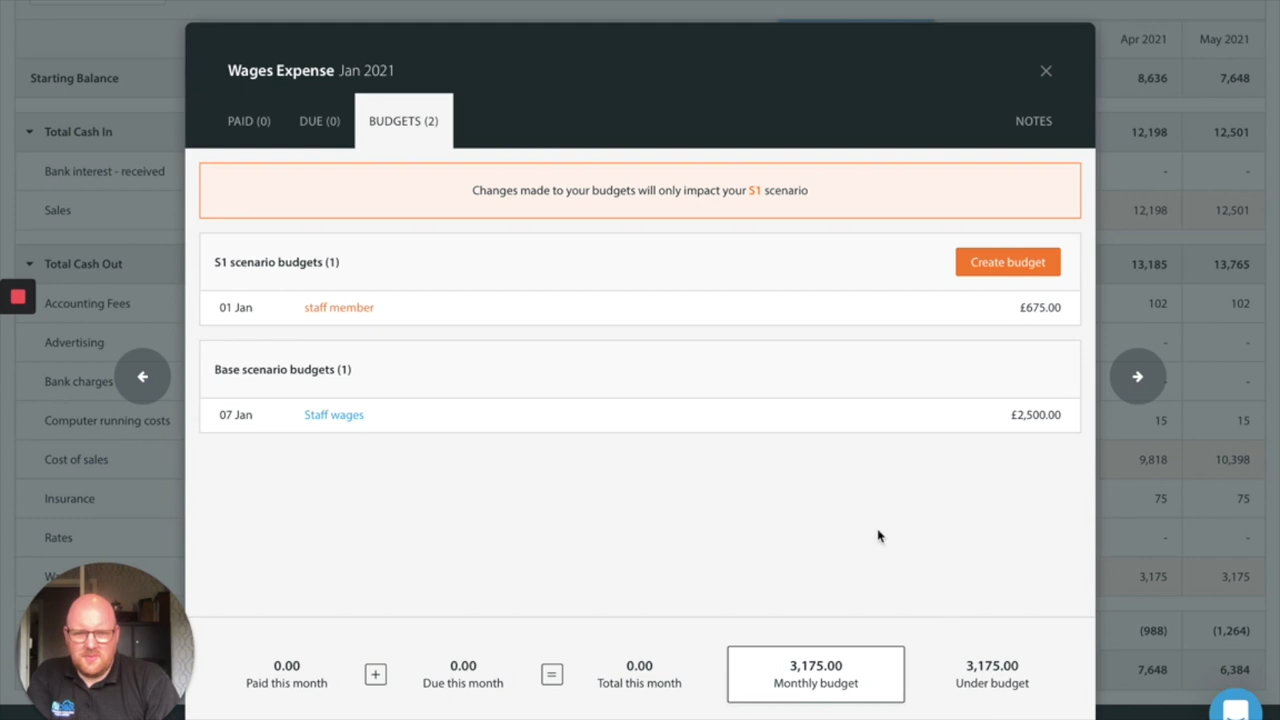 Apr 2021 May 2021
Starting Balance 8,636 7,648
Total Cash In 12,198 12,501
Bank interest - received - -
Sales 12,198 12,501
Total Cash Out 13,185 13,765
Accounting Fees 102 102
Advertising - -
Bank charges - -
Computer running costs 15 15
Cost of sales 9,818 10,398
Insurance 75 75
Rates - -
3,175 3,175
(988) (1,264)
7,648 6,384
Wages Expense Jan 2021
PAID (0) DUE (0) BUDGETS (2) NOTES
Changes made to your budgets will only impact your S1 scenario
S1 scenario budgets (1) Create budget
01 Jan staff member £675.00
Base scenario budgets (1)
07 Jan Staff wages £2,500.00
0.00 + 0.00 = 0.00 3,175.00 3,175.00
Paid this month Due this month Total this month Monthly budget Under budget